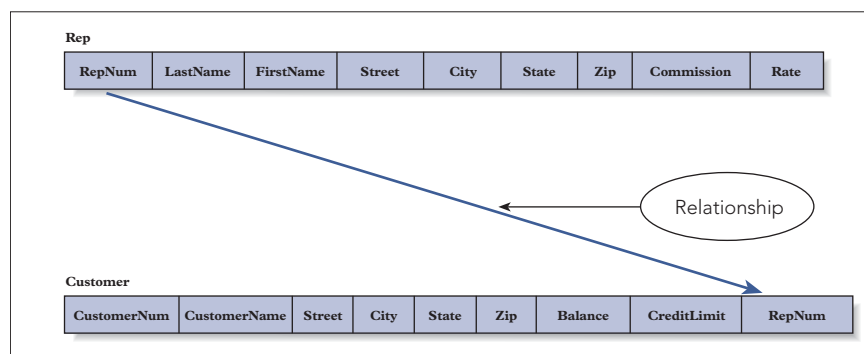 Rep
RepNum LastName FirstName Street City State Zip Commission Rate
Relationship
Customer
CustomerNum CustomerName Street City State Zip Balance CreditLimit RepNum